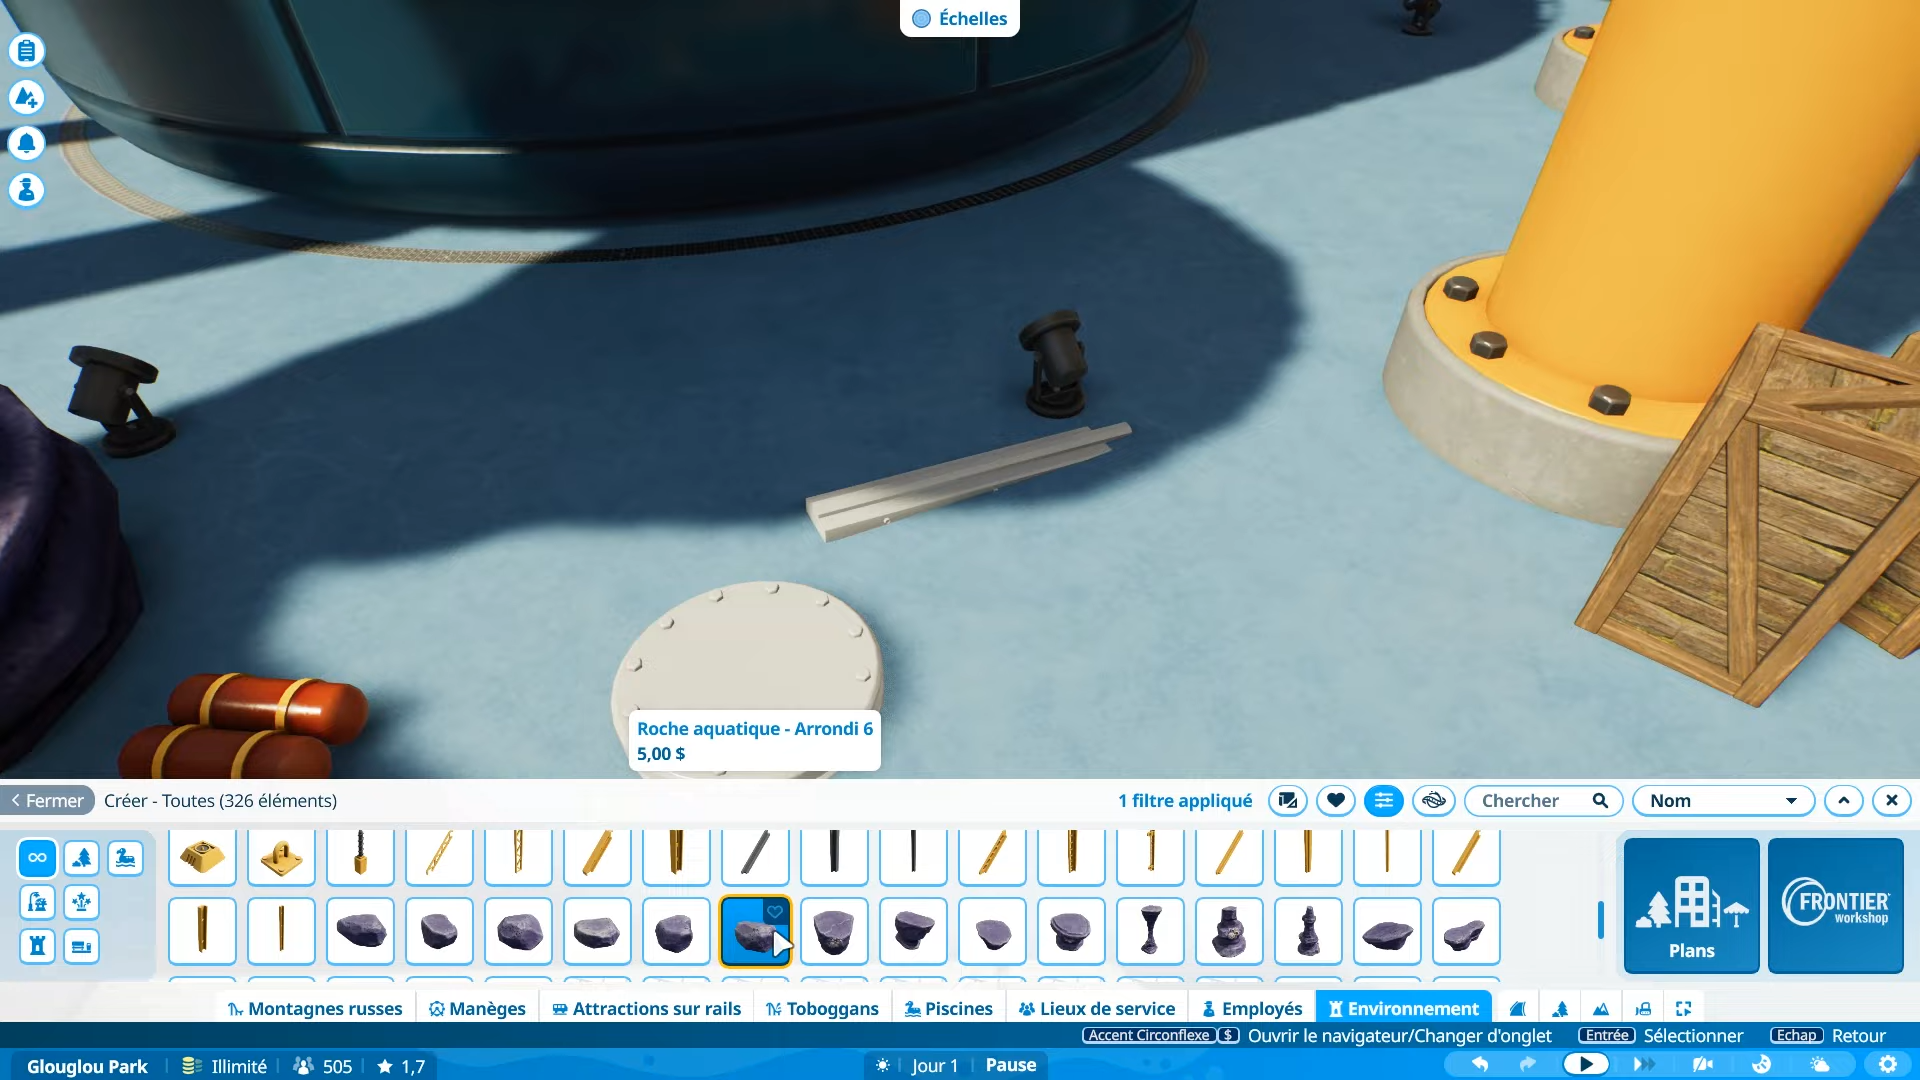 Échelles
Roche aquatique - Arrondi 6
5,00 $
Fermer
Créer - Toutes (326 éléments)
1 filtre appliqué
Chercher
Nom
Plans
FRONTIER
workshop
Montagnes russes
Manèges
Attractions sur rails
Toboggans
Piscines
Lieux de service
Employés
Environnement
Accent Circonflexe $ Ouvrir le navigateur/Changer d'onglet
Entrée Sélectionner
Echap Retour
Glouglou Park
Illimité
505
1,7
Jour 1
Pause